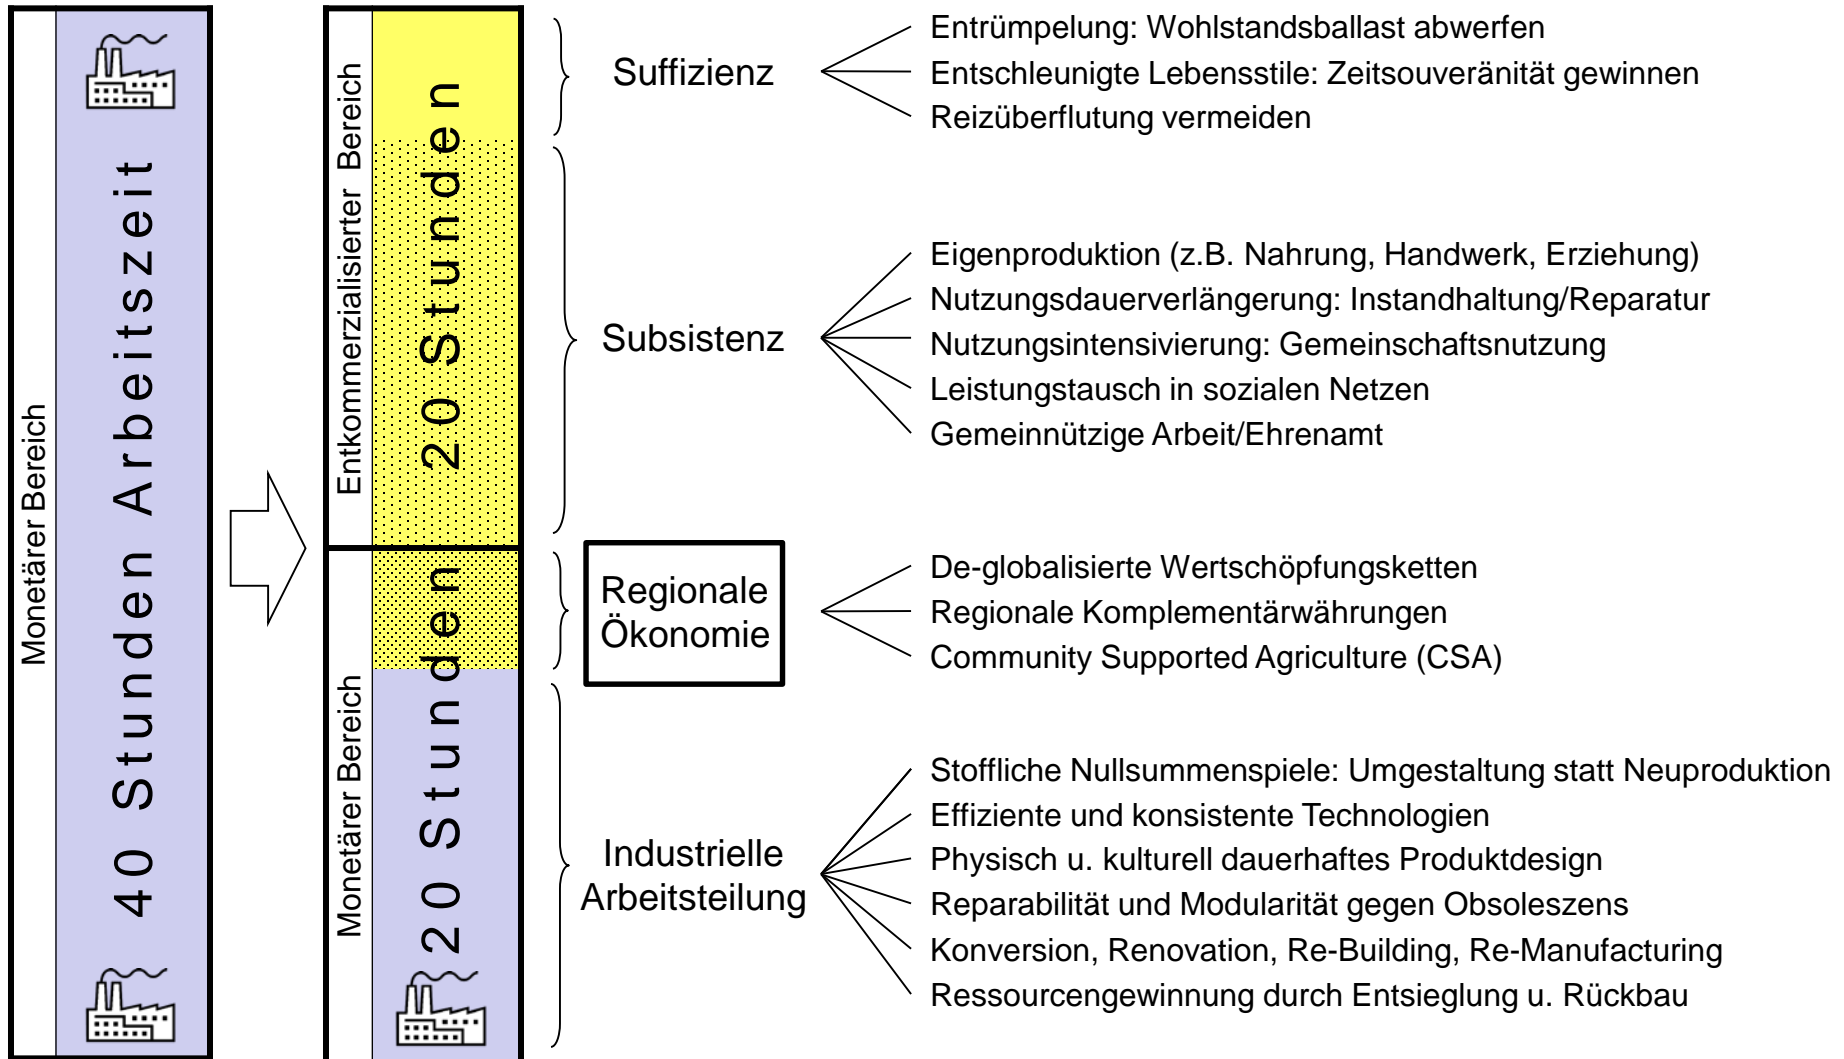 Monetärer Bereich
40 Stunden Arbeitszeit
Entkommerzialisierter Bereich
20 Stunden
Monetärer Bereich
20 Stunden
Suffizienz
Entrümpelung: Wohlstandsballast abwerfen
Entschleunigte Lebensstile: Zeitsouveränität gewinnen
Reizüberflutung vermeiden
Subsistenz
Eigenproduktion (z.B. Nahrung, Handwerk, Erziehung)
Nutzungsdauerverlängerung: Instandhaltung/Reparatur
Nutzungsintensivierung: Gemeinschaftsnutzung
Leistungstausch in sozialen Netzen
Gemeinnützige Arbeit/Ehrenamt
Regionale
Ökonomie
De-globalisierte Wertschöpfungsketten
Regionale Komplementärwährungen
Community Supported Agriculture (CSA)
Industrielle
Arbeitsteilung
Stoffliche Nullsummenspiele: Umgestaltung statt Neuproduktion
Effiziente und konsistente Technologien
Physisch u. kulturell dauerhaftes Produktdesign
Reparabilität und Modularität gegen Obsoleszens
Konversion, Renovation, Re-Building, Re-Manufacturing
Ressourcengewinnung durch Entsieglung u. Rückbau